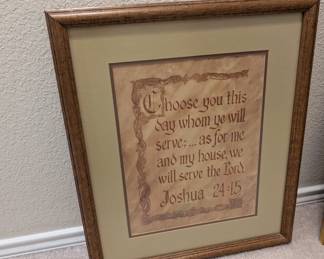 Choose you this
day whom ye will
serve;... as for me
and my house, we
will serve the Lord.
Joshua 24:15